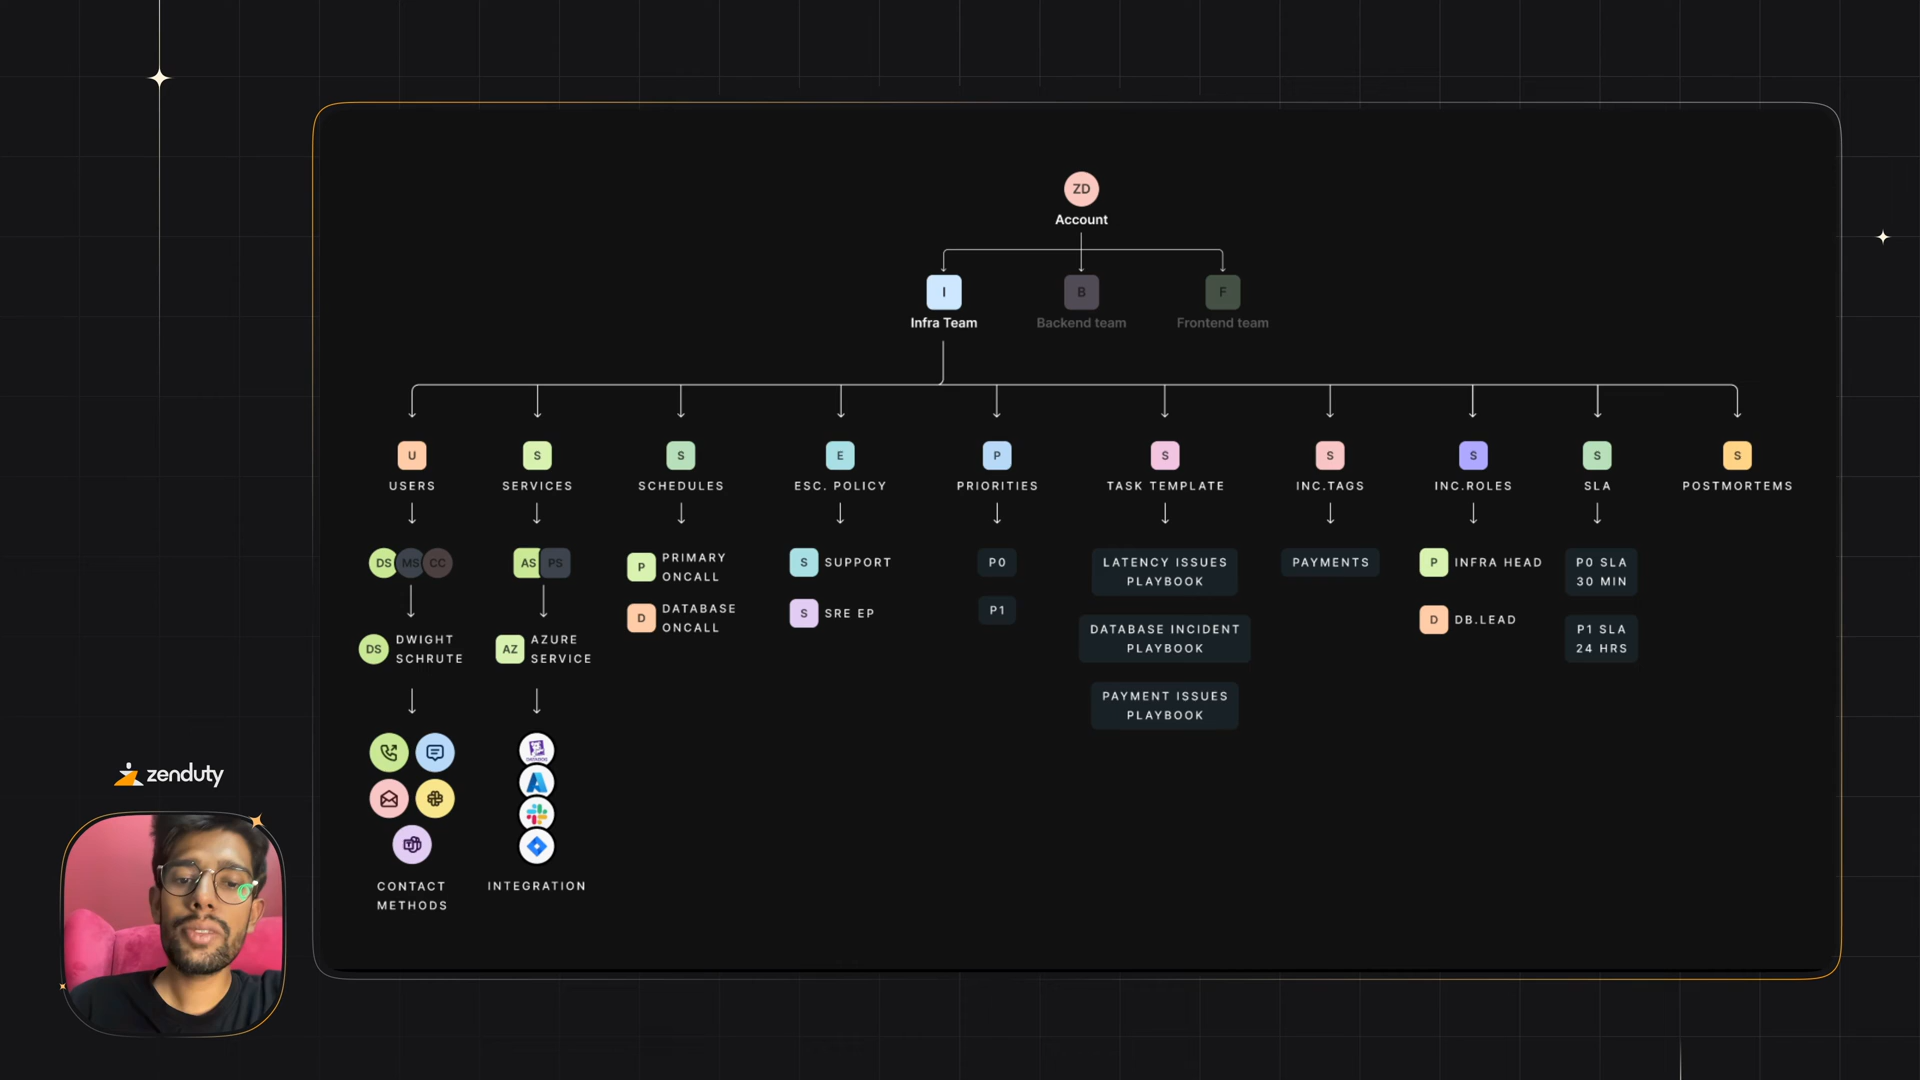 ZD
Account
I
B
F
Infra Team
Backend team
Frontend team
U
S
S
E
P
S
S
S
S
S
USERS
SERVICES
SCHEDULES
ESC. POLICY
PRIORITIES
TASK TEMPLATE
INC.TAGS
INC.ROLES
SLA
POSTMORTEMS
DS
MS
CC
AS
PS
P
PRIMARY
ONCALL
S
SUPPORT
P0
LATENCY ISSUES
PLAYBOOK
PAYMENTS
P
INFRA HEAD
P0 SLA
30 MIN
D
DATABASE
ONCALL
S
SRE EP
P1
DATABASE INCIDENT
PLAYBOOK
D
DB.LEAD
P1 SLA
24 HRS
DS
DWIGHT
SCHRUTE
AZ
AZURE
SERVICE
PAYMENT ISSUES
PLAYBOOK
DATADOG
zenduty
CONTACT
METHODS
INTEGRATION